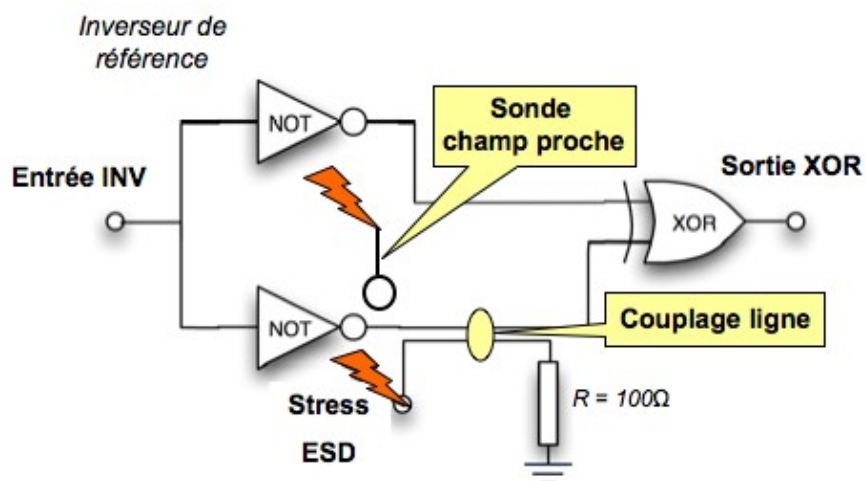 Inverseur de
référence
NOT
Sonde
champ proche
Entrée INV
Sortie XOR
XOR
NOT
Couplage ligne
Stress
ESD
R = 100Ω